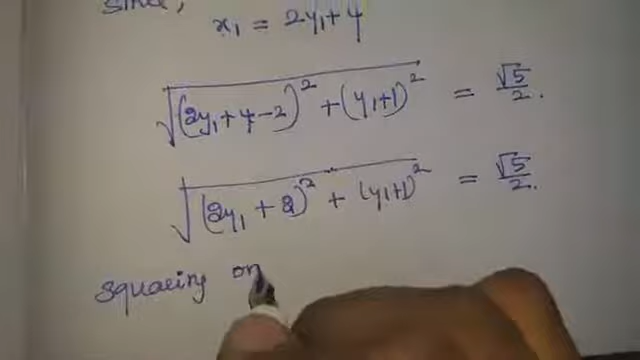 since,
x₁ = 2y₁ + 4
√((2y₁+4-2)² + (y₁+1)²) = √5/2.
√((2y₁ + 2)² + (y₁+1)²) = √5/2.
squaring on